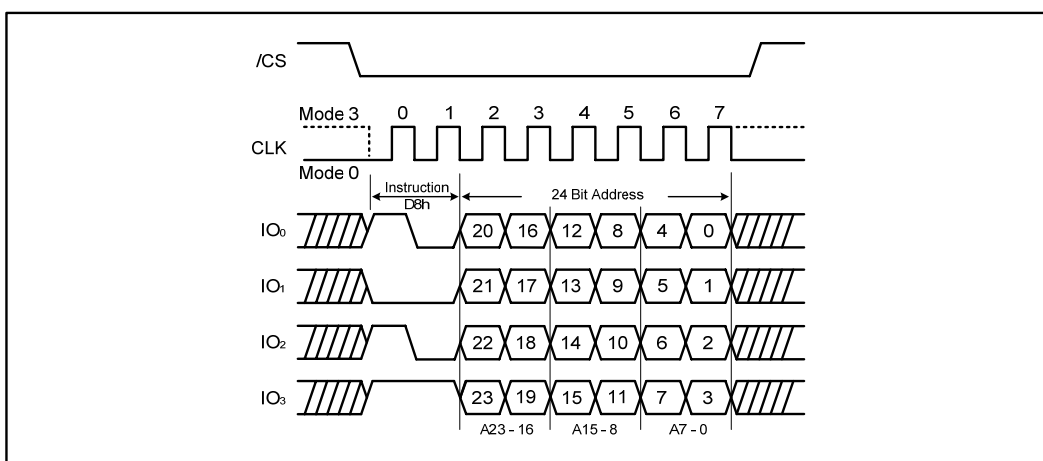 /CS
Mode 3 0 1 2 3 4 5 6 7
CLK
Mode 0
Instruction
D8h
24 Bit Address
IO0 20 16 12 8 4 0
IO1 21 17 13 9 5 1
IO2 22 18 14 10 6 2
IO3 23 19 15 11 7 3
A23 - 16 A15 - 8 A7 - 0